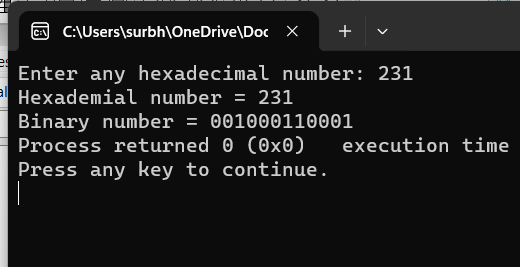 C:\Users\surbh\OneDrive\Doc
Enter any hexadecimal number: 231
Hexademial number = 231
Binary number = 001000110001
Process returned 0 (0x0)   execution time
Press any key to continue.